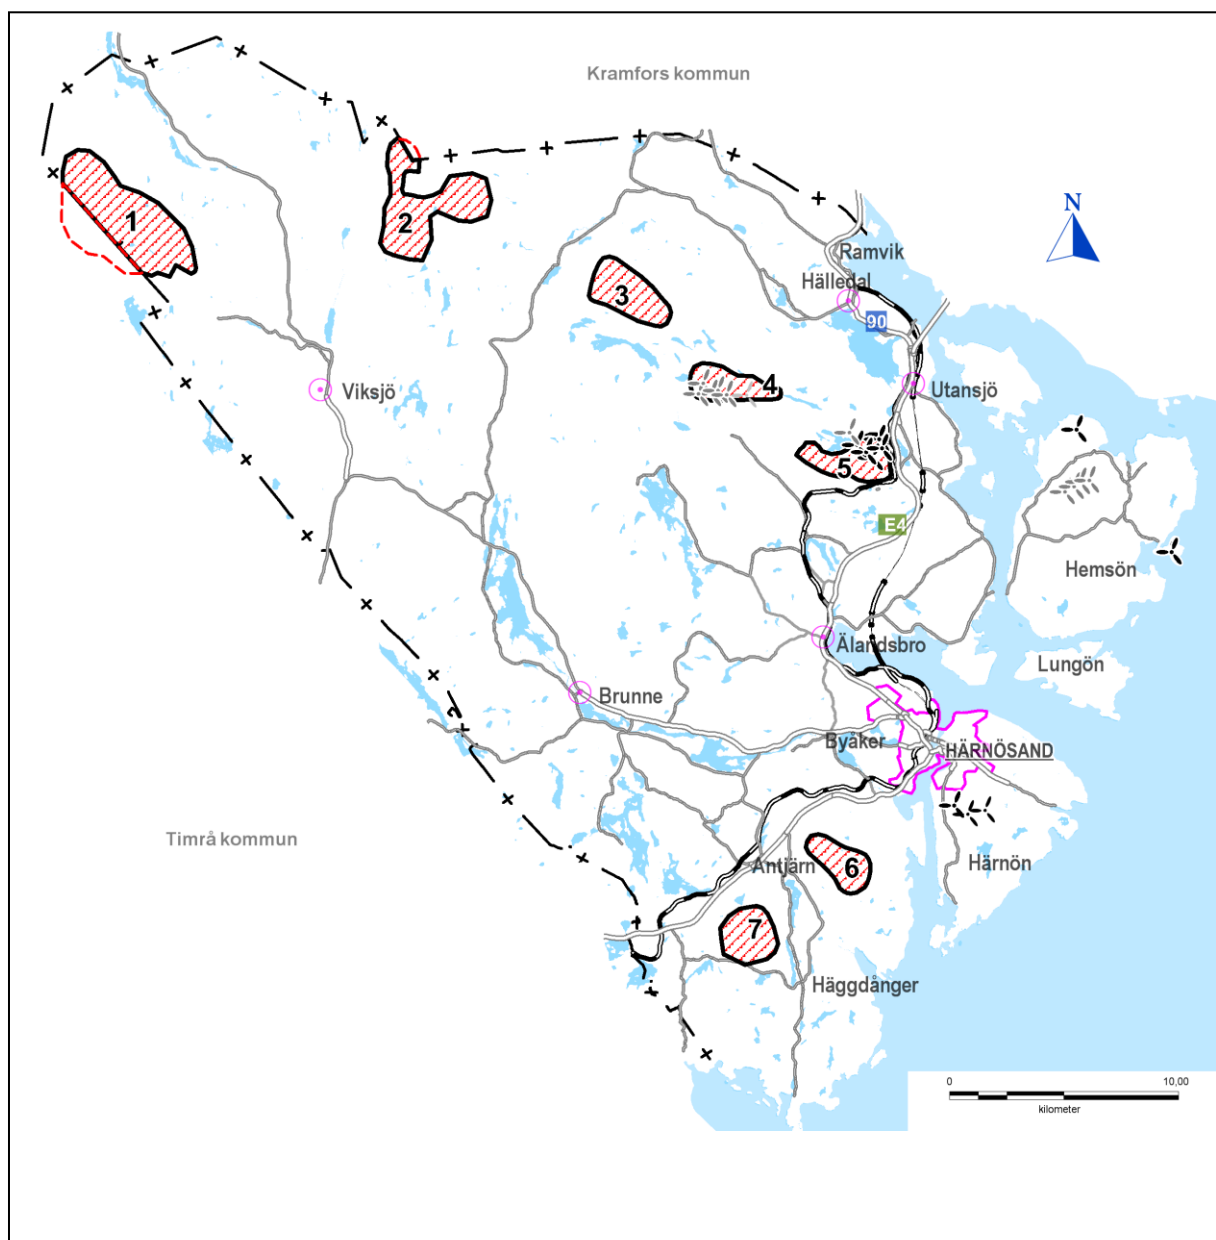 Kramfors kommun
1
2
N
Ramvik
Hälledal
3
90
4
Viksjö
Utansjö
5
E4
Hemsön
Älandsbro
Lungön
Brunne
Byåker
HÄRNÖSAND
Timrå kommun
Antjärn
6
Härnön
7
Häggdånger
0 10,00
kilometer